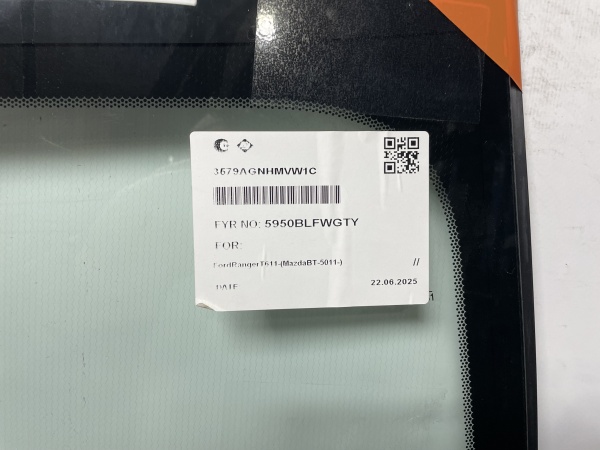 3679AGNHMVW1C
FYR NO: 5950BLFWGTY
FOR:
FordRangerT611-(MazdaBT-5011-) //
DATE 22.06.2025